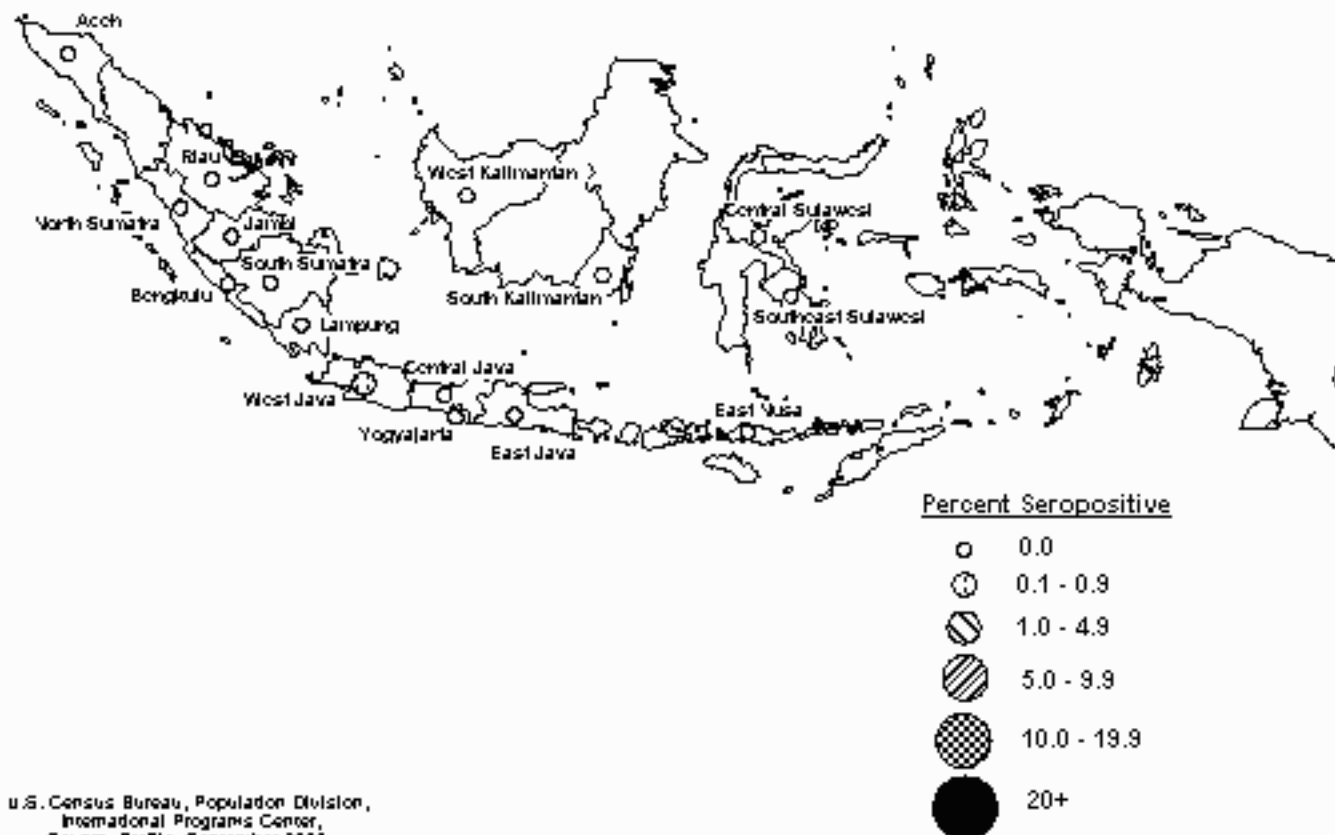 Aceh
Riau
West Kalimantan
North Sumatra
Jambi
Central Sulawesi
South Sumatra
Bengkulu
South Kalimantan
Lampung
Southeast Sulawesi
Central Java
West Java
East Nusa
Yogyajarta
East Java
Percent Seropositive
0.0
0.1 - 0.9
1.0 - 4.9
5.0 - 9.9
10.0 - 19.9
20+
U.S. Census Bureau, Population Division,
International Programs Center,